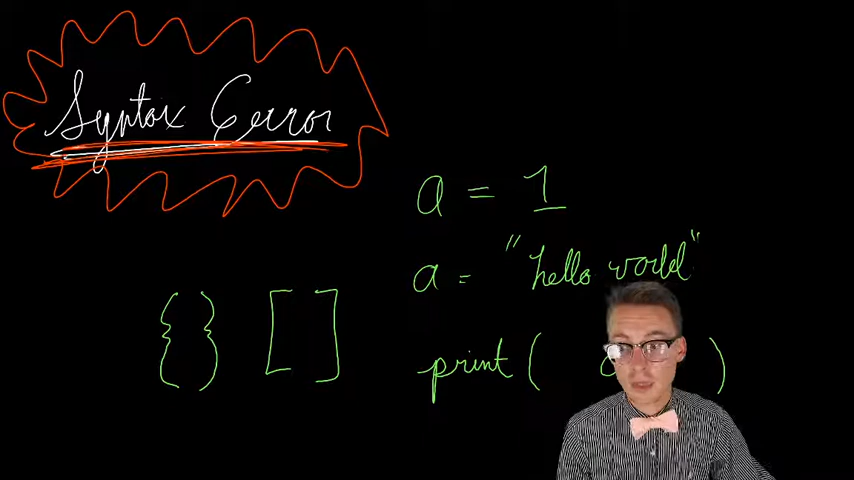 Syntax Error
a = 1
a = "hello world"
{ } [ ]
print ( )